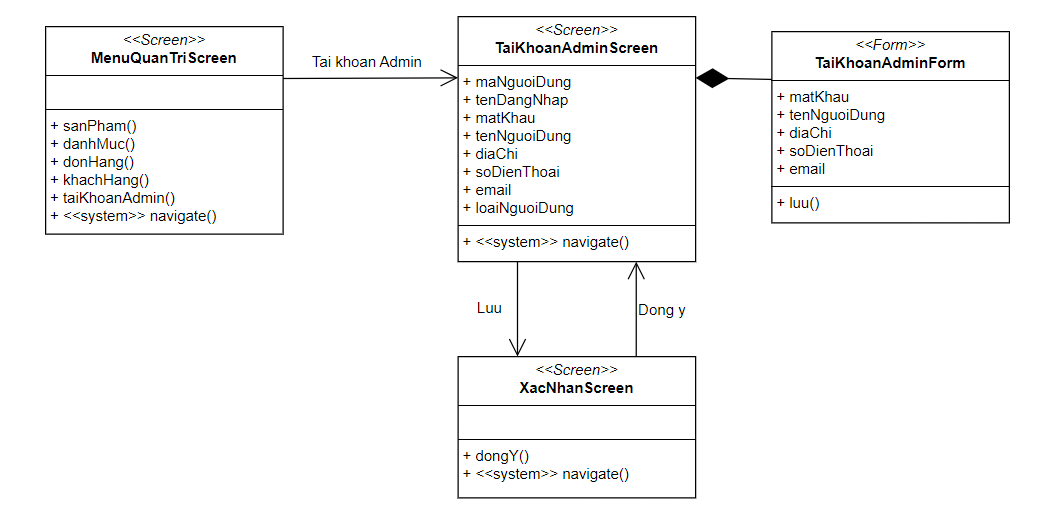 <<Screen>>
MenuQuanTriScreen
+ sanPham()
+ danhMuc()
+ donHang()
+ khachHang()
+ taiKhoanAdmin()
+ <<system>> navigate()
Tai khoan Admin
<<Screen>>
TaiKhoanAdminScreen
+ maNguoiDung
+ tenDangNhap
+ matKhau
+ tenNguoiDung
+ diaChi
+ soDienThoai
+ email
+ loaiNguoiDung
+ <<system>> navigate()
<<Form>>
TaiKhoanAdminForm
+ matKhau
+ tenNguoiDung
+ diaChi
+ soDienThoai
+ email
+ luu()
Luu
Dong y
<<Screen>>
XacNhanScreen
+ dongY()
+ <<system>> navigate()